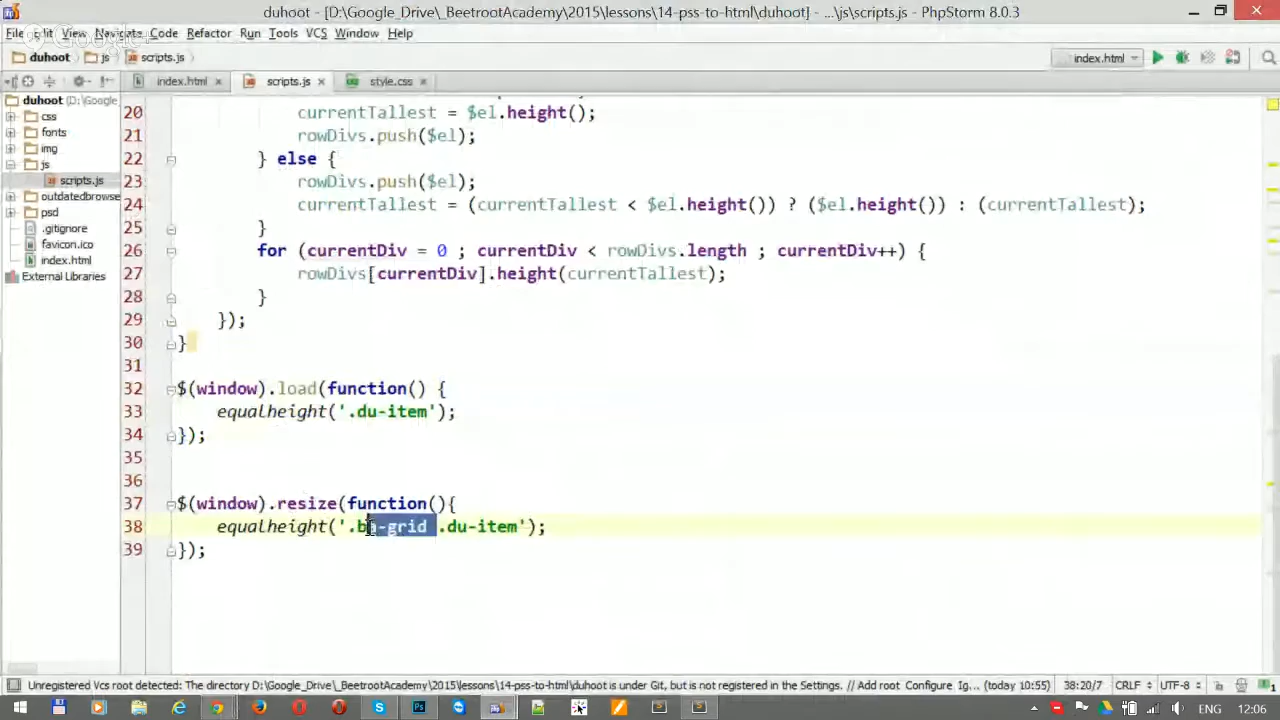 duhoot - [D:\Google_Drive\_BeetrootAcademy\2015\lessons\14-pss-to-html\duhoot] - ...\js\scripts.js - PhpStorm 8.0.3
File Edit View Navigate Code Refactor Run Tools VCS Window Help
duhoot js scripts.js index.html
index.html scripts.js style.css
duhoot (D:\Google
css
fonts
img
js
scripts.js
outdatedbrowse
psd
.gitignore
favicon.ico
index.html
External Libraries
20 currentTallest = $el.height();
21 rowDivs.push($el);
22 } else {
23 rowDivs.push($el);
24 currentTallest = (currentTallest < $el.height()) ? ($el.height()) : (currentTallest);
25 }
26 for (currentDiv = 0 ; currentDiv < rowDivs.length ; currentDiv++) {
27 rowDivs[currentDiv].height(currentTallest);
28 }
29 });
30 }
31
32 $(window).load(function() {
33 equalheight('.du-item');
34 });
35
36
37 $(window).resize(function(){
38 equalheight('.bi-grid .du-item');
39 });
Unregistered Vcs root detected: The directory D:\Google_Drive\_BeetrootAcademy\2015\lessons\14-pss-to-html\duhoot is under Git, but is not registered in the Settings. // Add root Configure Ig... (today 10:55) 38:20/7 CRLF UTF-8
ENG 12:06